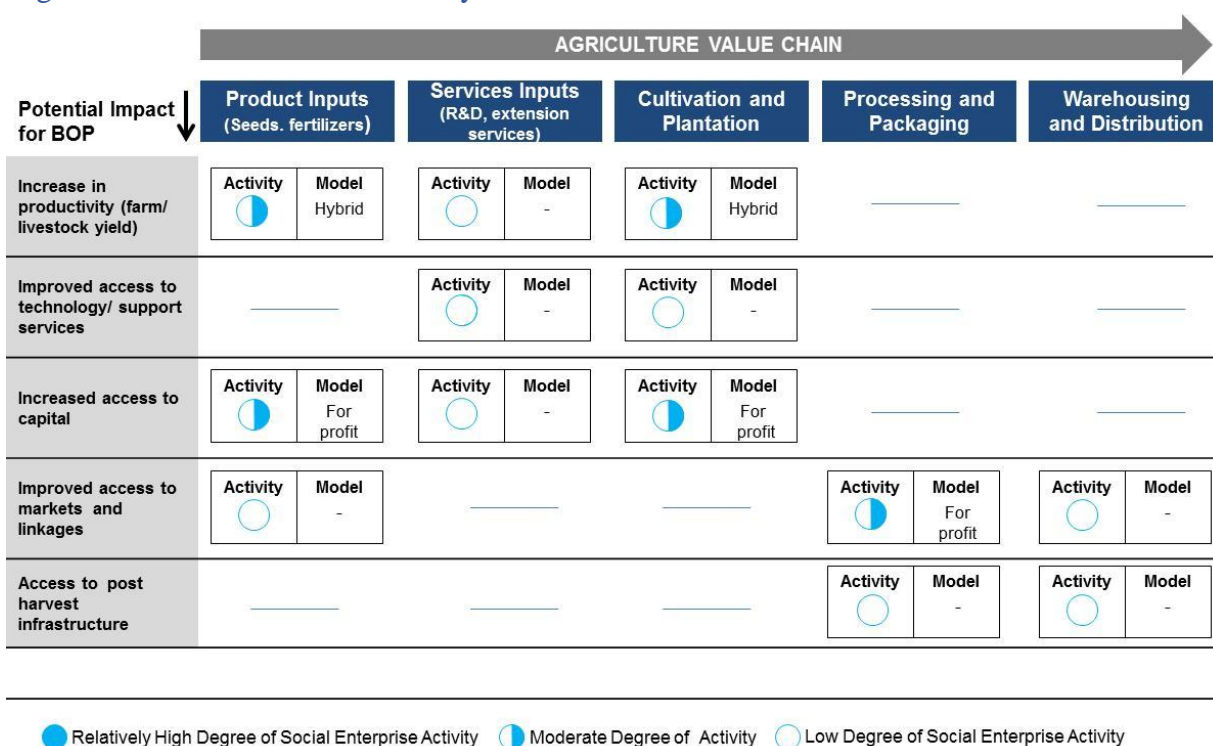 AGRICULTURE VALUE CHAIN
Potential Impact
for BOP
Product Inputs
(Seeds. fertilizers)
Services Inputs
(R&D, extension
services)
Cultivation and
Plantation
Processing and
Packaging
Warehousing
and Distribution
Increase in
productivity (farm/
livestock yield)
Activity Model
Hybrid
Activity Model
-
Activity Model
Hybrid
Improved access to
technology/ support
services
Activity Model
-
Activity Model
-
Increased access to
capital
Activity Model
For
profit
Activity Model
-
Activity Model
For
profit
Improved access to
markets and
linkages
Activity Model
-
Activity Model
For
profit
Activity Model
-
Access to post
harvest
infrastructure
Activity Model
-
Activity Model
-
Relatively High Degree of Social Enterprise Activity Moderate Degree of Activity Low Degree of Social Enterprise Activity